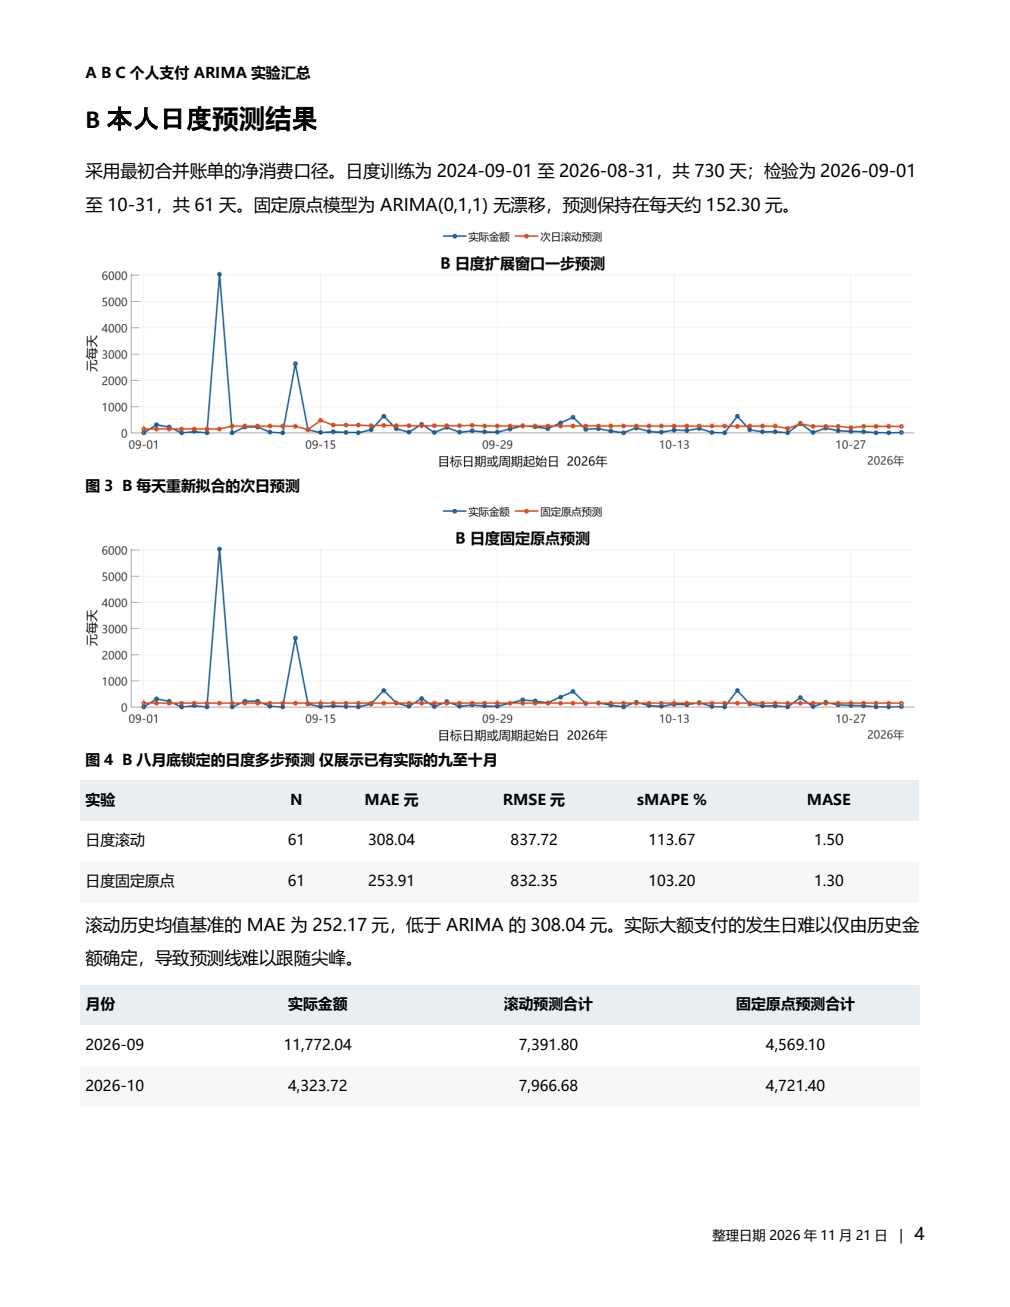 A B C 个人支付 ARIMA 实验汇总
B 本人日度预测结果
采用最初合并账单的净消费口径。日度训练为 2024-09-01 至 2026-08-31，共 730 天；检验为 2026-09-01
至 10-31，共 61 天。固定原点模型为 ARIMA(0,1,1) 无漂移，预测保持在每天约 152.30 元。
实际金额 次日滚动预测
B 日度扩展窗口一步预测
6000
5000
4000
3000
2000
1000
0
元每天
09-01 09-15 09-29 10-13 10-27
目标日期或周期起始日 2026年
2026年
图 3 B 每天重新拟合的次日预测
实际金额 固定原点预测
B 日度固定原点预测
6000
5000
4000
3000
2000
1000
0
元每天
09-01 09-15 09-29 10-13 10-27
目标日期或周期起始日 2026年
2026年
图 4 B 八月底锁定的日度多步预测 仅展示已有实际的九至十月
实验 N MAE 元 RMSE 元 sMAPE % MASE
日度滚动 61 308.04 837.72 113.67 1.50
日度固定原点 61 253.91 832.35 103.20 1.30
滚动历史均值基准的 MAE 为 252.17 元，低于 ARIMA 的 308.04 元。实际大额支付的发生日难以仅由历史金
额确定，导致预测线难以跟随尖峰。
月份 实际金额 滚动预测合计 固定原点预测合计
2026-09 11,772.04 7,391.80 4,569.10
2026-10 4,323.72 7,966.68 4,721.40
整理日期 2026 年 11 月 21 日 | 4